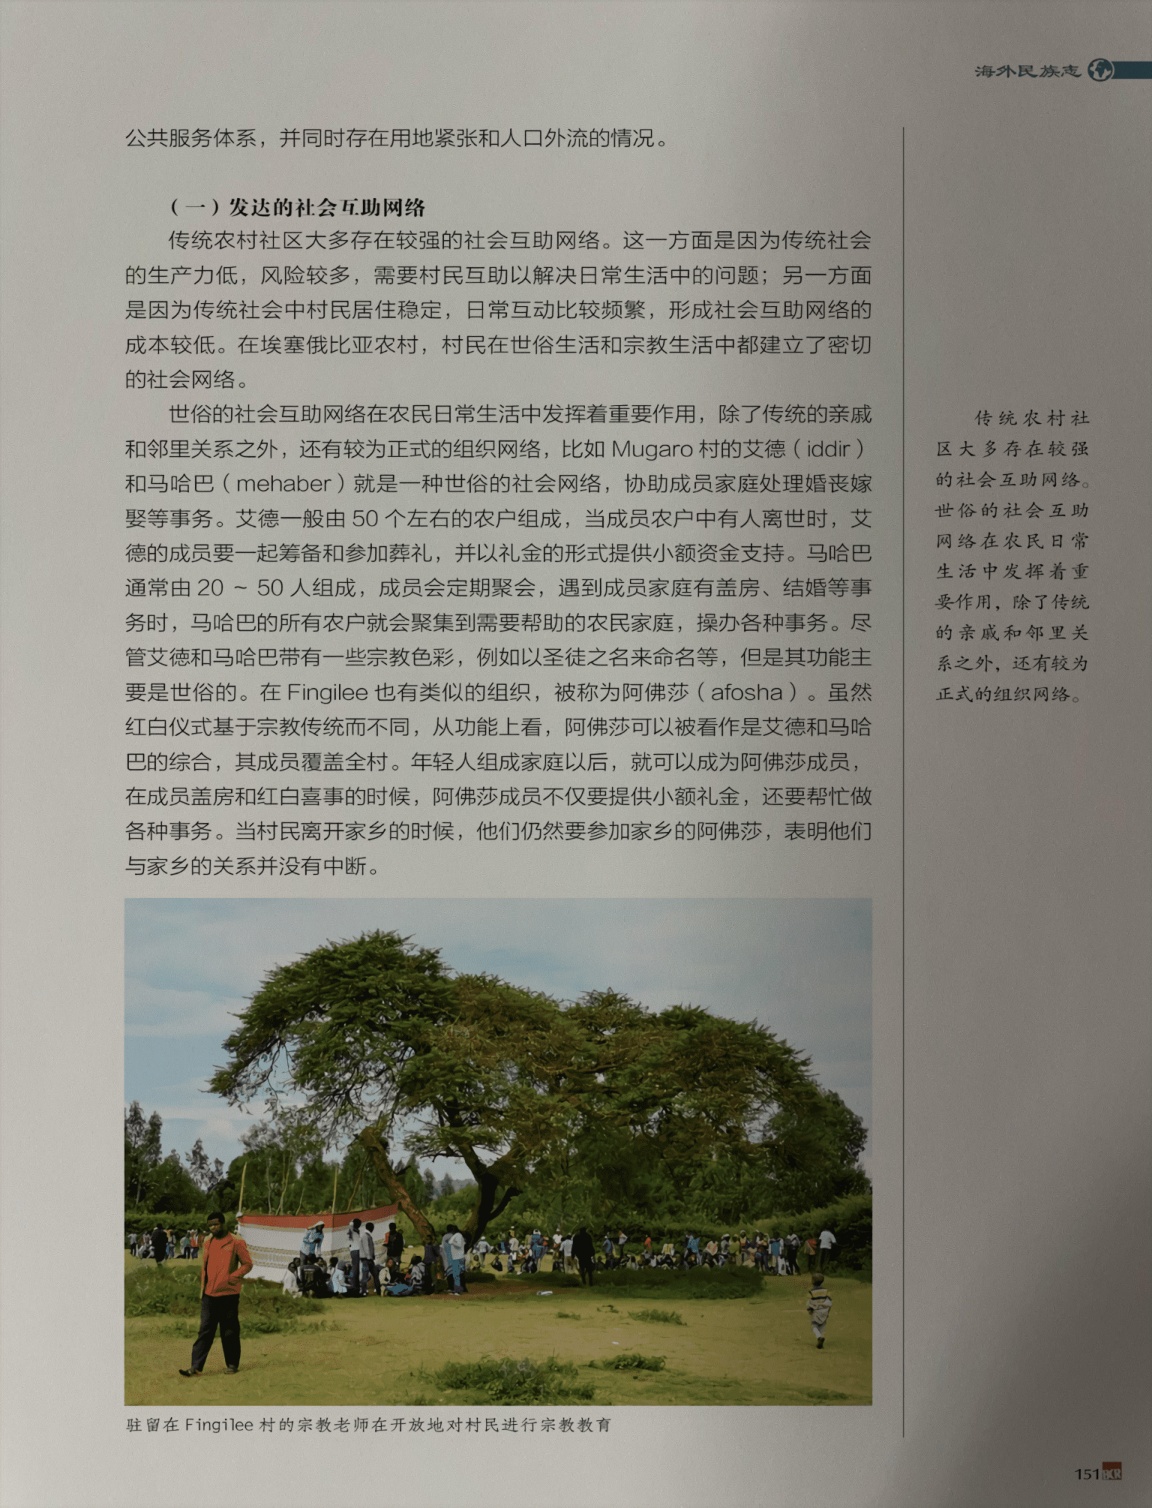 海外民族志
公共服务体系，并同时存在用地紧张和人口外流的情况。
（一）发达的社会互助网络
传统农村社区大多存在较强的社会互助网络。这一方面是因为传统社会
的生产力低，风险较多，需要村民互助以解决日常生活中的问题；另一方面
是因为传统社会中村民居住稳定，日常互动比较频繁，形成社会互助网络的
成本较低。在埃塞俄比亚农村，村民在世俗生活和宗教生活中都建立了密切
的社会网络。
世俗的社会互助网络在农民日常生活中发挥着重要作用，除了传统的亲戚
和邻里关系之外，还有较为正式的组织网络，比如 Mugaro 村的艾德（iddir）
和马哈巴（mehaber）就是一种世俗的社会网络，协助成员家庭处理婚丧嫁
娶等事务。艾德一般由 50 个左右的农户组成，当成员农户中有人离世时，艾
德的成员要一起筹备和参加葬礼，并以礼金的形式提供小额资金支持。马哈巴
通常由 20 ～ 50 人组成，成员会定期聚会，遇到成员家庭有盖房、结婚等事
务时，马哈巴的所有农户就会聚集到需要帮助的农民家庭，操办各种事务。尽
管艾德和马哈巴带有一些宗教色彩，例如以圣徒之名来命名等，但是其功能主
要是世俗的。在 Fingilee 也有类似的组织，被称为阿佛莎（afosha）。虽然
红白仪式基于宗教传统而不同，从功能上看，阿佛莎可以被看作是艾德和马哈
巴的综合，其成员覆盖全村。年轻人组成家庭以后，就可以成为阿佛莎成员，
在成员盖房和红白喜事的时候，阿佛莎成员不仅要提供小额礼金，还要帮忙做
各种事务。当村民离开家乡的时候，他们仍然要参加家乡的阿佛莎，表明他们
与家乡的关系并没有中断。
传统农村社
区大多存在较强
的社会互助网络。
世俗的社会互助
网络在农民日常
生活中发挥着重
要作用，除了传统
的亲戚和邻里关
系之外，还有较为
正式的组织网络。
驻留在 Fingilee 村的宗教老师在开放地对村民进行宗教教育
151